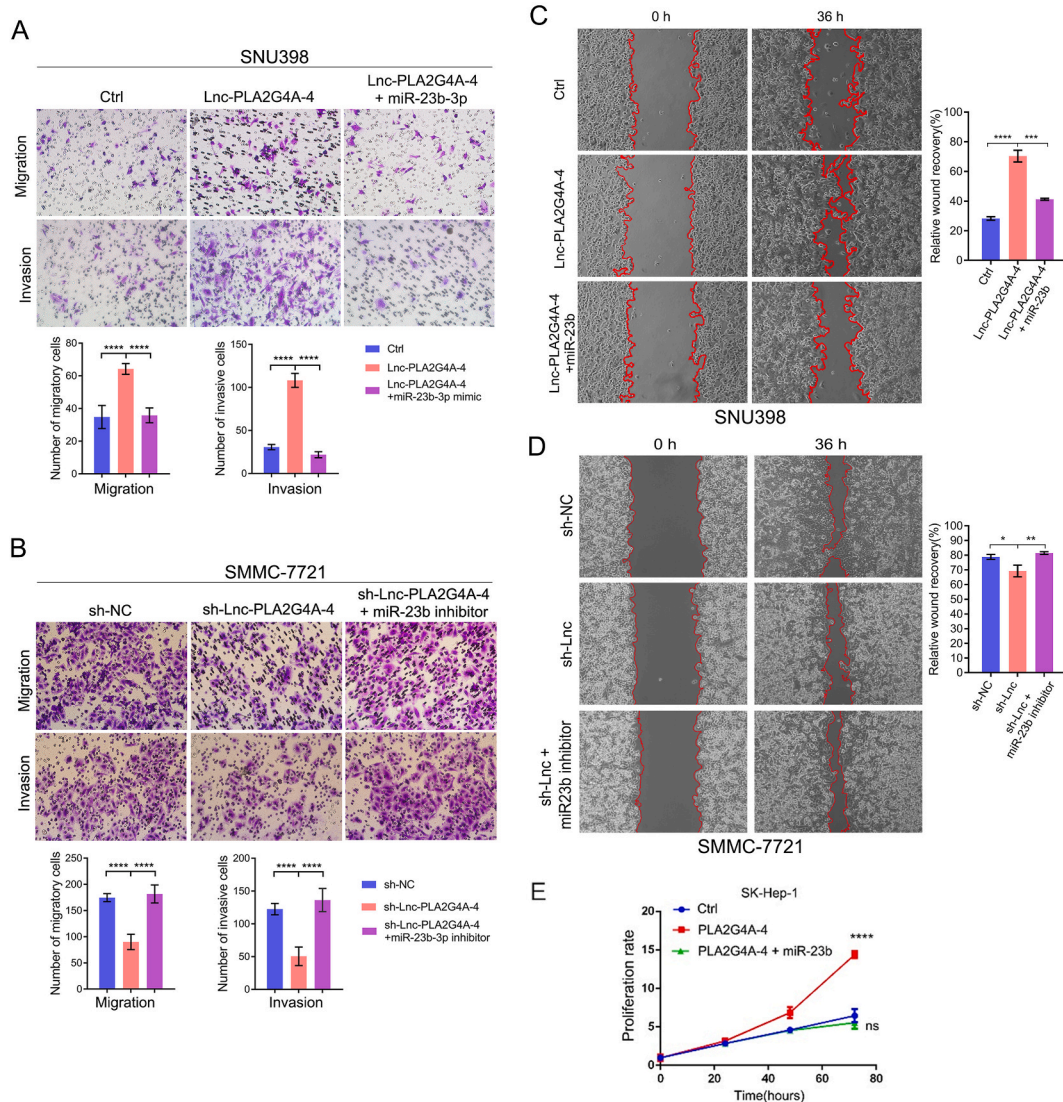 A
SNU398
Ctrl
Lnc-PLA2G4A-4
Lnc-PLA2G4A-4
+ miR-23b-3p
Migration
Invasion
Number of migratory cells
80
60
40
20
0
**** ****
Migration
Number of invasive cells
150
100
50
0
**** ****
Invasion
Ctrl
Lnc-PLA2G4A-4
Lnc-PLA2G4A-4
+miR-23b-3p mimic
B
SMMC-7721
sh-NC
sh-Lnc-PLA2G4A-4
sh-Lnc-PLA2G4A-4
+ miR-23b inhibitor
Migration
Invasion
Number of migratory cells
250
200
150
100
50
0
**** ****
Migration
Number of invasive cells
200
150
100
50
0
**** ****
Invasion
sh-NC
sh-Lnc-PLA2G4A-4
sh-Lnc-PLA2G4A-4
+miR-23b-3p inhibitor
C
0 h
36 h
Ctrl
Lnc-PLA2G4A-4
Lnc-PLA2G4A-4
+miR-23b
SNU398
Relative wound recovery(%)
100
80
60
40
20
0
**** ***
Ctrl
Lnc-PLA2G4A-4
Lnc-PLA2G4A-4
+ miR-23b
D
0 h
36 h
sh-NC
sh-Lnc
sh-Lnc +
miR23b inhibitor
SMMC-7721
Relative wound recovery(%)
100
90
80
70
60
50
40
30
20
10
0
* **
sh-NC
sh-Lnc
sh-Lnc +
miR-23b inhibitor
E
SK-Hep-1
Ctrl
PLA2G4A-4
PLA2G4A-4 + miR-23b
Proliferation rate
20
15
10
5
0
****
ns
0 20 40 60 80
Time(hours)